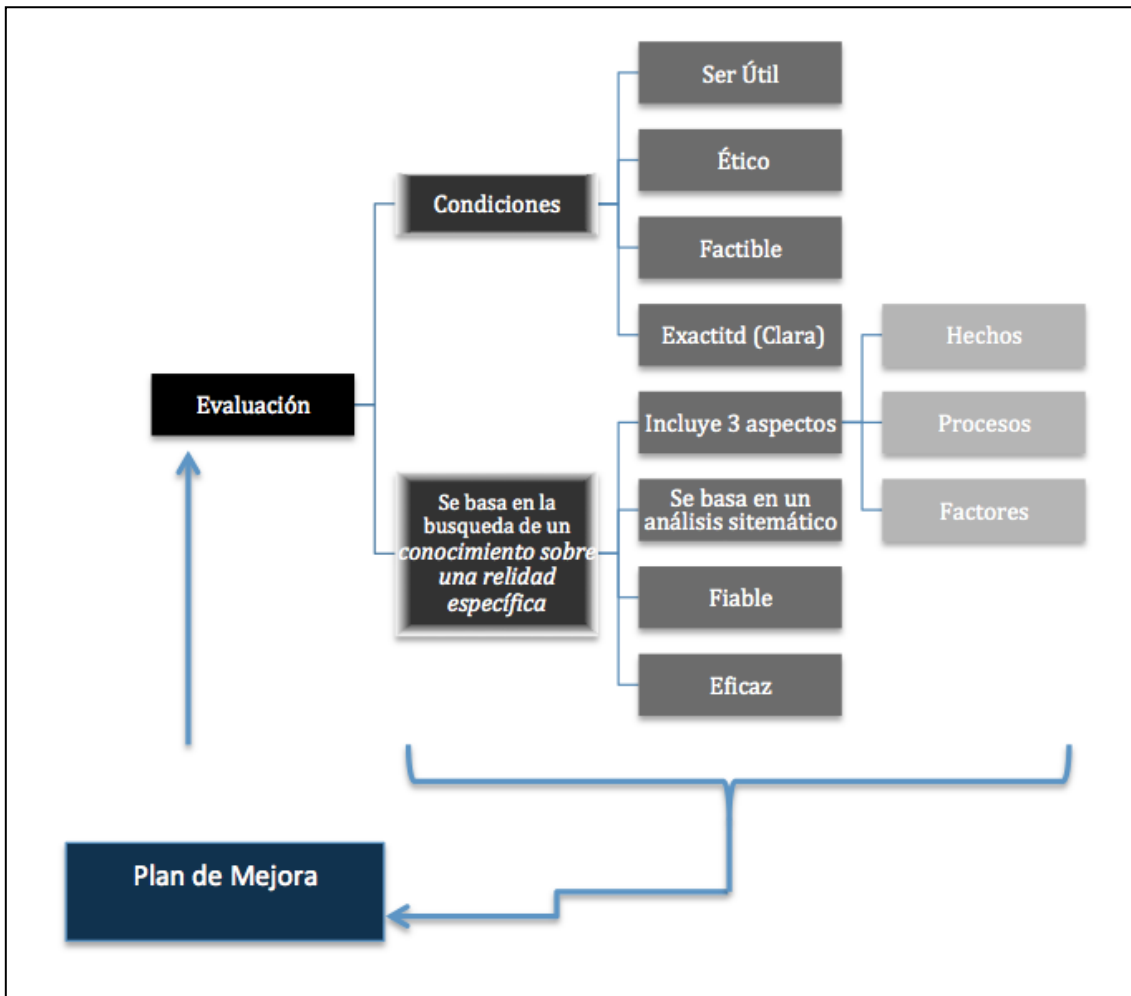 Ser Útil
Ético
Condiciones
Factible
Exactitd (Clara)
Hechos
Evaluación
Incluye 3 aspectos
Procesos
Se basa en la
busqueda de un
conocimiento sobre
una relidad
específica
Se basa en un
análisis sitemático
Factores
Fiable
Eficaz
Plan de Mejora